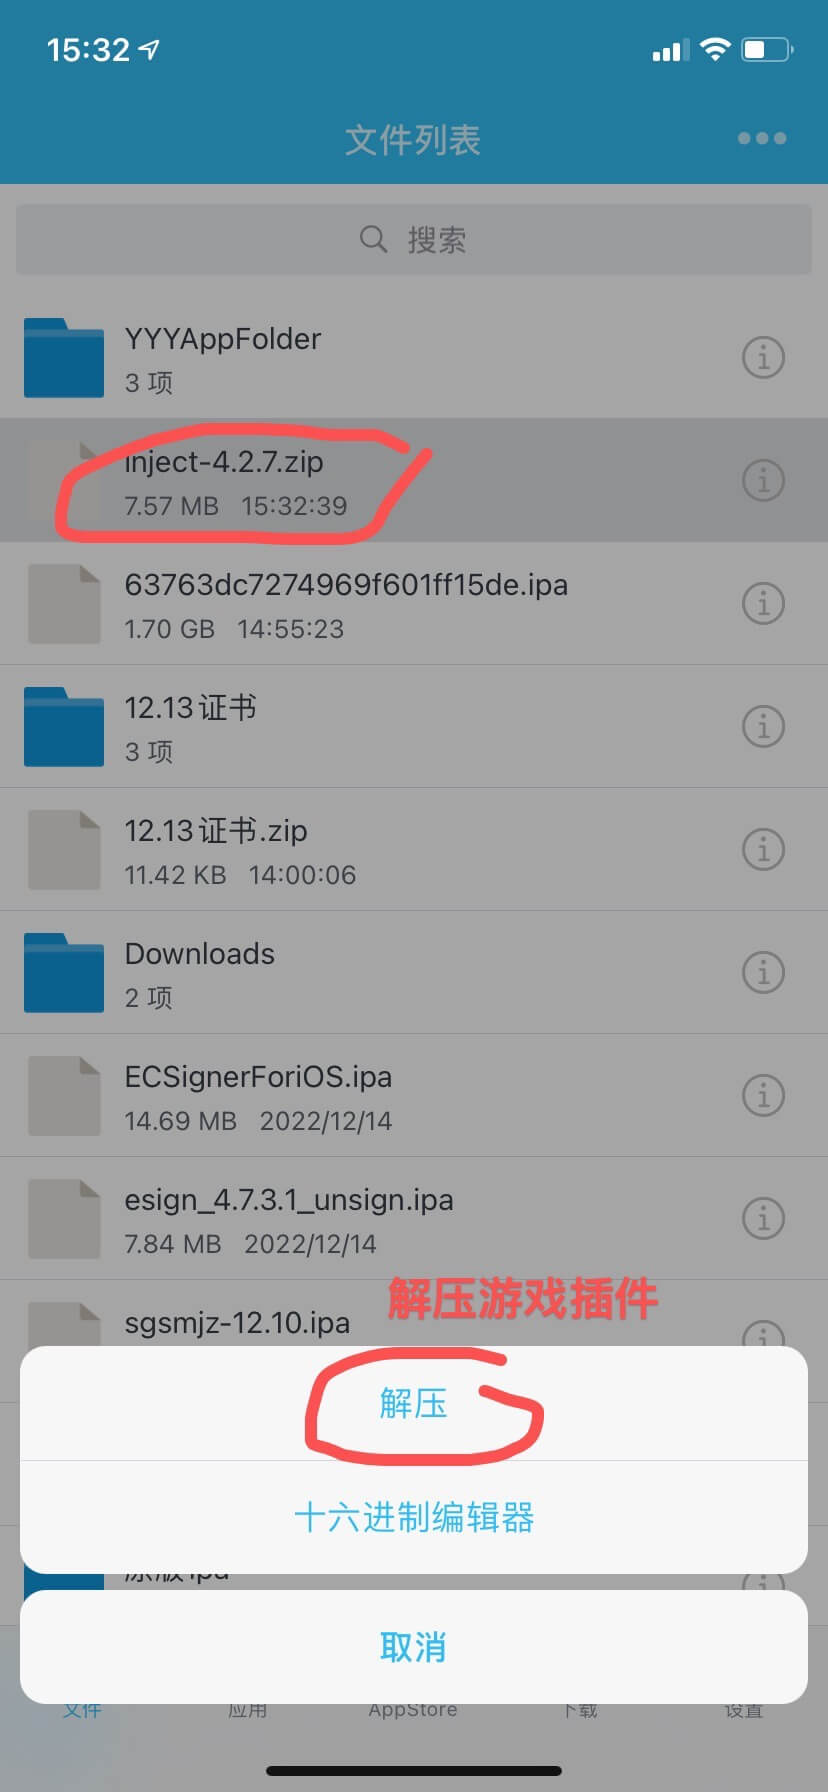 15:32
文件列表
搜索
YYYAppFolder
3 项
inject-4.2.7.zip
7.57 MB 15:32:39
63763dc7274969f601ff15de.ipa
1.70 GB 14:55:23
12.13证书
3 项
12.13证书.zip
11.42 KB 14:00:06
Downloads
2 项
ECSignerForiOS.ipa
14.69 MB 2022/12/14
esign_4.7.3.1_unsign.ipa
7.84 MB 2022/12/14
解压游戏插件
sgsmjz-12.10.ipa
解压
十六进制编辑器
原版ipa
取消
文件 应用 AppStore 下载 设置